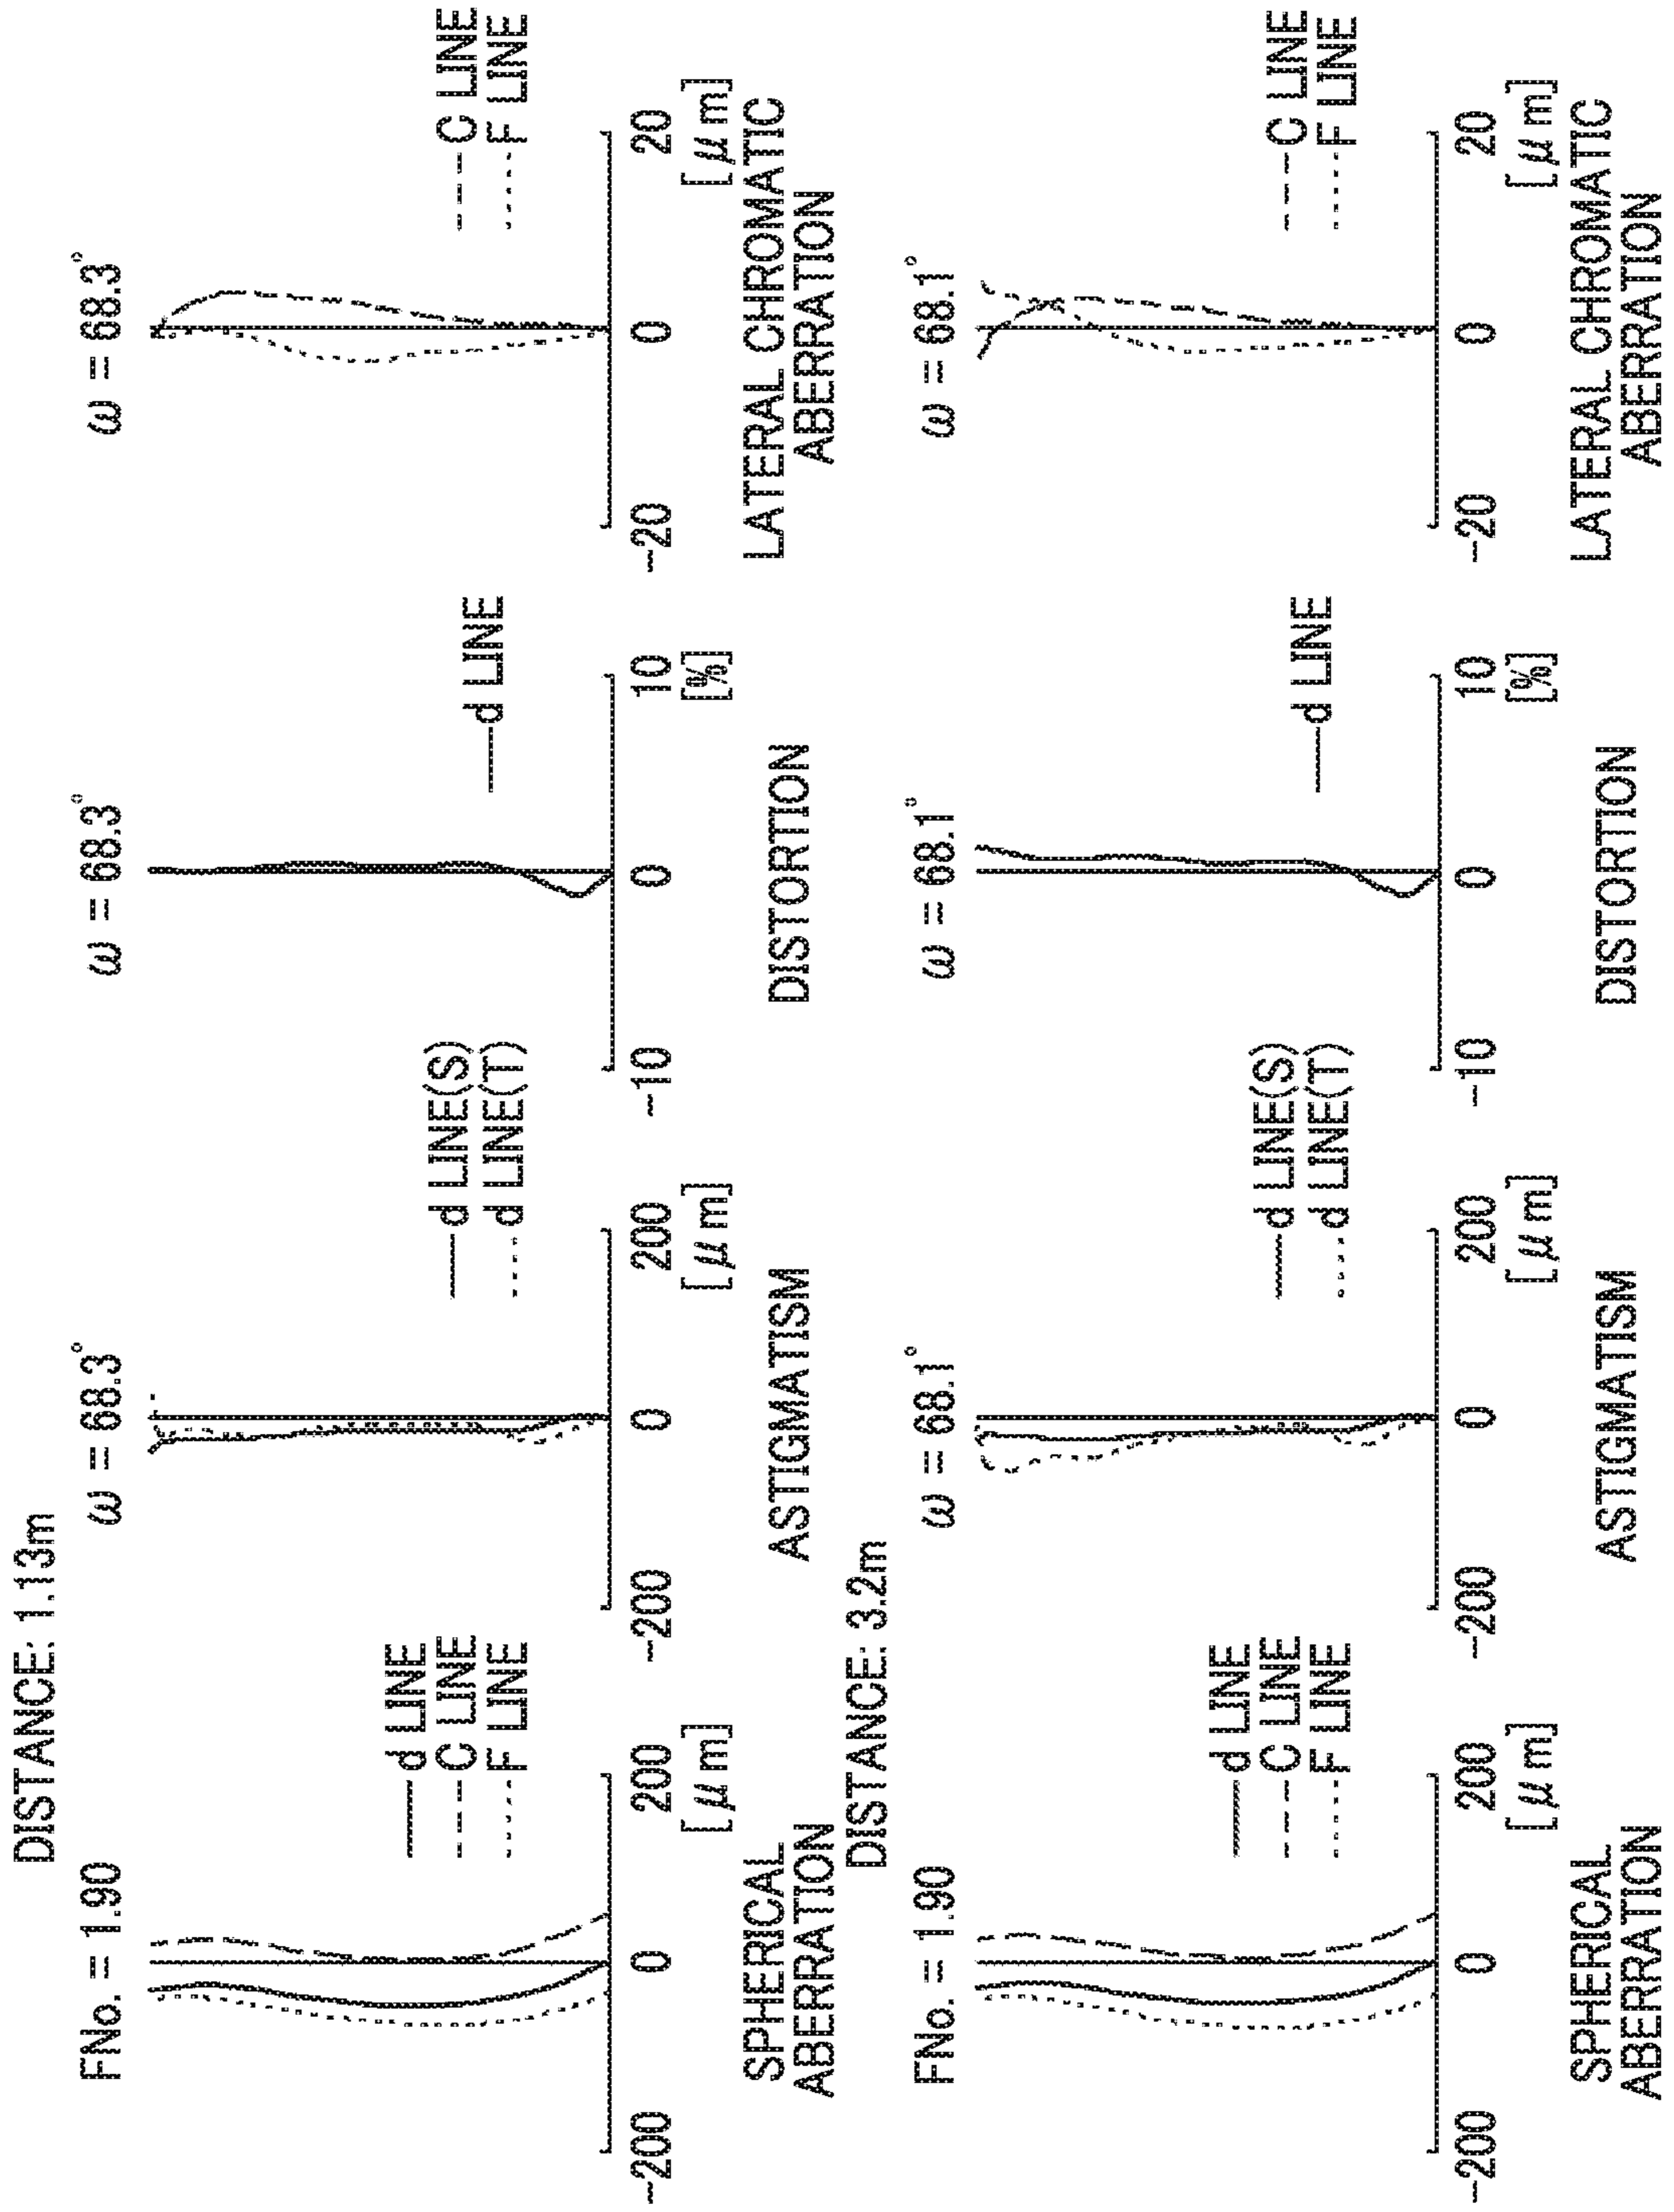 DISTANCE: 1.13m
FNo. = 1.90
d LINE
C LINE
F LINE
-200
0
200
[μm]
SPHERICAL
ABERRATION
ω = 68.3°
d LINE(S)
d LINE(T)
-200
0
200
[μm]
ASTIGMATISM
ω = 68.3°
d LINE
-10
0
10
[%]
DISTORTION
ω = 68.3°
C LINE
F LINE
-20
0
20
[μm]
LATERAL CHROMATIC
ABERRATION
DISTANCE: 3.2m
FNo. = 1.90
d LINE
C LINE
F LINE
-200
0
200
[μm]
SPHERICAL
ABERRATION
ω = 68.1°
d LINE(S)
d LINE(T)
-200
0
200
[μm]
ASTIGMATISM
ω = 68.1°
d LINE
-10
0
10
[%]
DISTORTION
ω = 68.1°
C LINE
F LINE
-20
0
20
[μm]
LATERAL CHROMATIC
ABERRATION